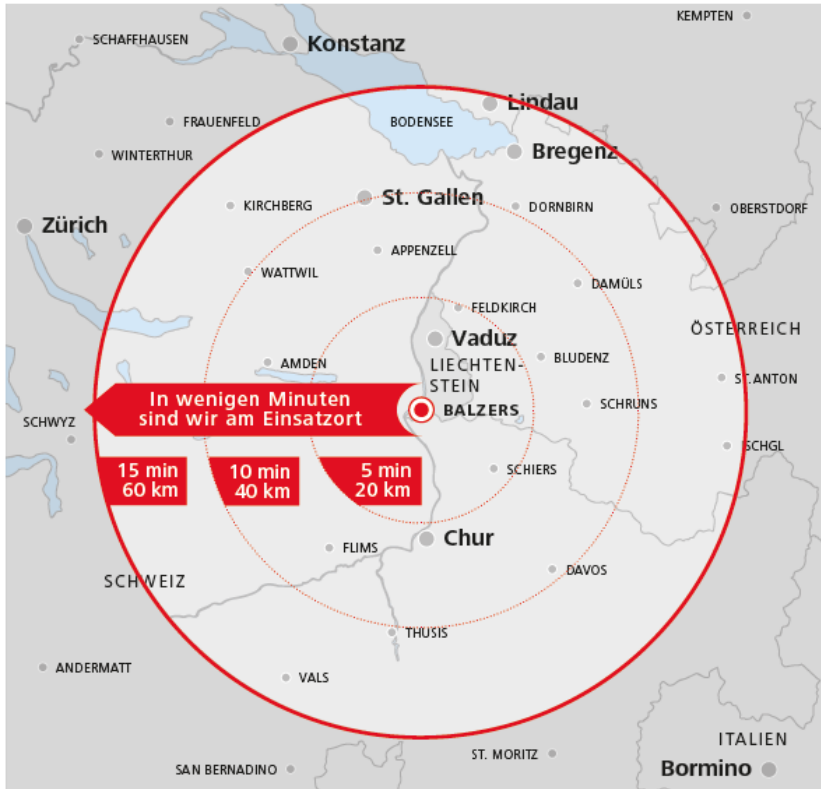 KEMPTEN
SCHAFFHAUSEN
Konstanz
Lindau
FRAUENFELD
BODENSEE
WINTERTHUR
Bregenz
KIRCHBERG
St. Gallen
DORNBIRN
OBERSTDORF
Zürich
APPENZELL
WATTWIL
DAMÜLS
FELDKIRCH
ÖSTERREICH
Vaduz
BLUDENZ
AMDEN
LIECHTEN-
STEIN
ST. ANTON
In wenigen Minuten
sind wir am Einsatzort
BALZERS
SCHRUNS
SCHWYZ
ISCHGL
15 min
60 km
10 min
40 km
5 min
20 km
SCHIERS
Chur
FLIMS
DAVOS
SCHWEIZ
THUSIS
ANDERMATT
VALS
ITALIEN
ST. MORITZ
SAN BERNADINO
Bormino